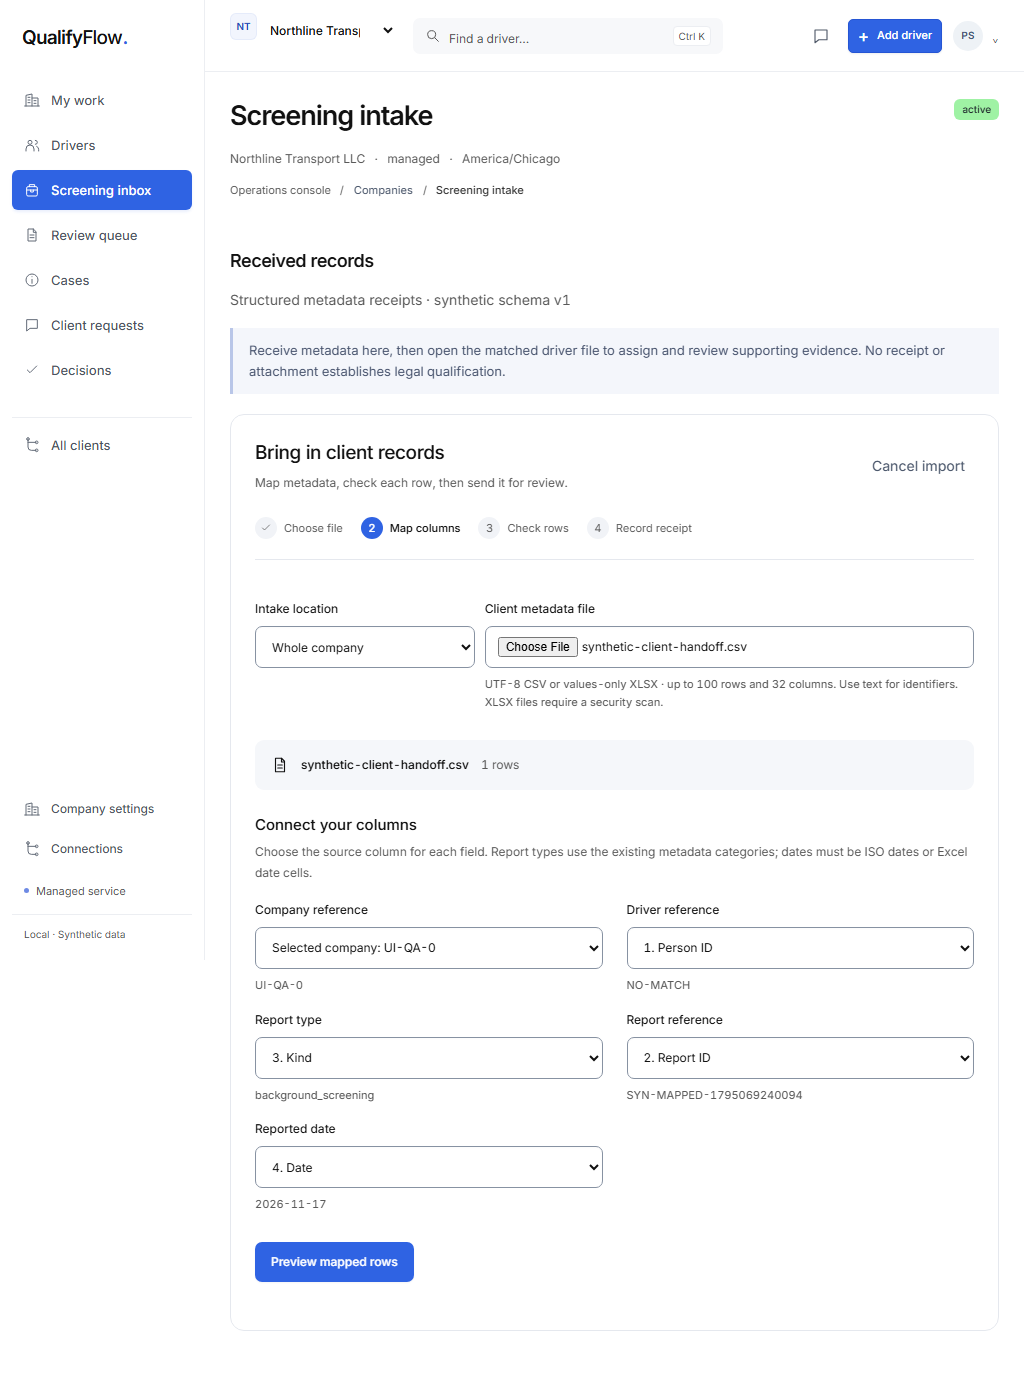 QualifyFlow.
NT
Northline Trans
Find a driver...
Ctrl K
+ Add driver
PS
My work
Drivers
Screening inbox
Review queue
Cases
Client requests
Decisions
All clients
Company settings
Connections
Managed service
Local · Synthetic data
Screening intake
active
Northline Transport LLC · managed · America/Chicago
Operations console / Companies / Screening intake
Received records
Structured metadata receipts · synthetic schema v1
Receive metadata here, then open the matched driver file to assign and review supporting evidence. No receipt or
attachment establishes legal qualification.
Bring in client records
Cancel import
Map metadata, check each row, then send it for review.
Choose file
2 Map columns
3 Check rows
4 Record receipt
Intake location
Whole company
Client metadata file
Choose File synthetic-client-handoff.csv
UTF-8 CSV or values-only XLSX · up to 100 rows and 32 columns. Use text for identifiers.
XLSX files require a security scan.
synthetic-client-handoff.csv 1 rows
Connect your columns
Choose the source column for each field. Report types use the existing metadata categories; dates must be ISO dates or Excel
date cells.
Company reference
Selected company: UI-QA-0
UI-QA-0
Driver reference
1. Person ID
NO-MATCH
Report type
3. Kind
background_screening
Report reference
2. Report ID
SYN-MAPPED-1795069240094
Reported date
4. Date
2026-11-17
Preview mapped rows